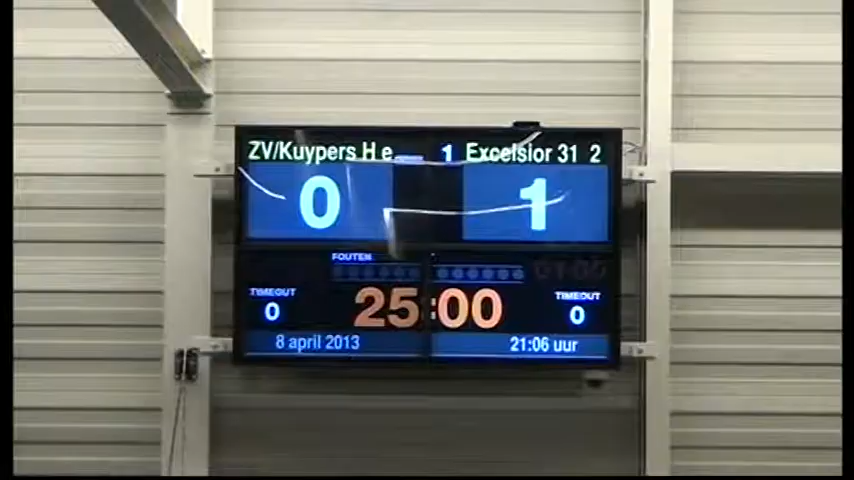 ZV/Kuypers H e 1 Excelsior 31 2
0 1
FOUTEN
TIMEOUT 25:00 TIMEOUT
0 0
8 april 2013 21:06 uur